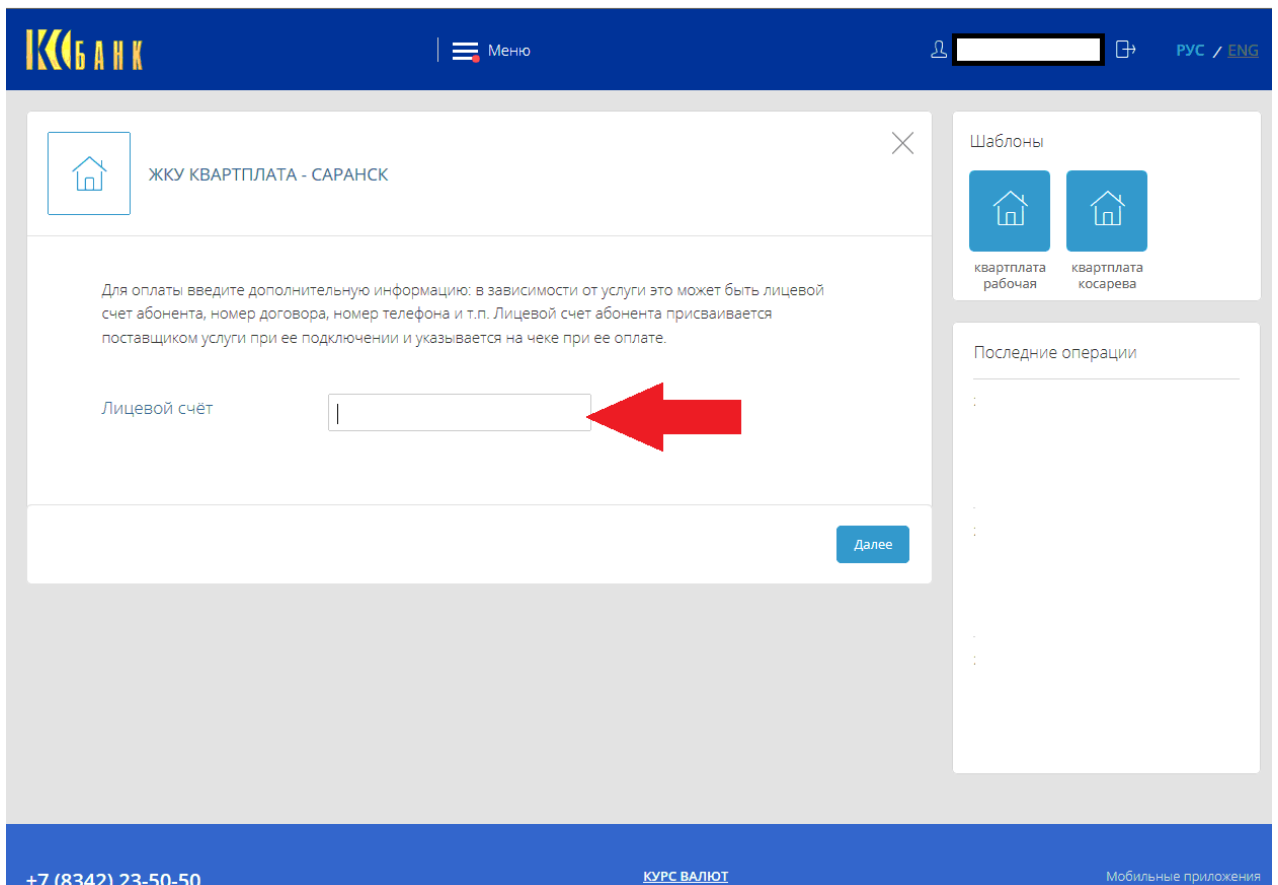 КС БАНК
Меню
РУС / ENG
ЖКУ КВАРТПЛАТА - САРАНСК
Для оплаты введите дополнительную информацию: в зависимости от услуги это может быть лицевой
счет абонента, номер договора, номер телефона и т.п. Лицевой счет абонента присваивается
поставщиком услуги при ее подключении и указывается на чеке при ее оплате.
Лицевой счёт
Далее
Шаблоны
квартплата
рабочая
квартплата
косарева
Последние операции
+7 (8342) 23-50-50
КУРС ВАЛЮТ
Мобильные приложения